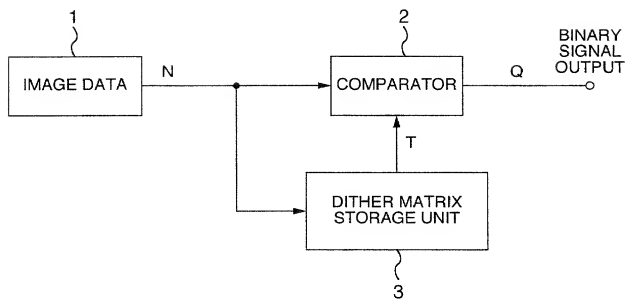 1
IMAGE DATA
N
2
COMPARATOR
Q
BINARY
SIGNAL
OUTPUT
T
DITHER MATRIX
STORAGE UNIT
3